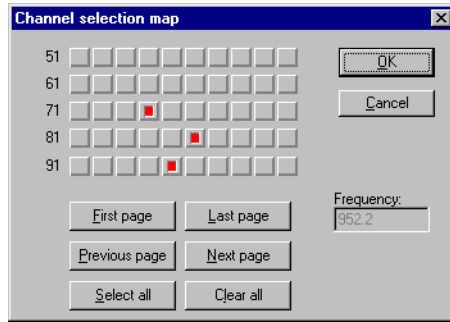 Channel selection map
51
61
71
81
91
OK
Cancel
Frequency:
952.2
First page
Last page
Previous page
Next page
Select all
Clear all